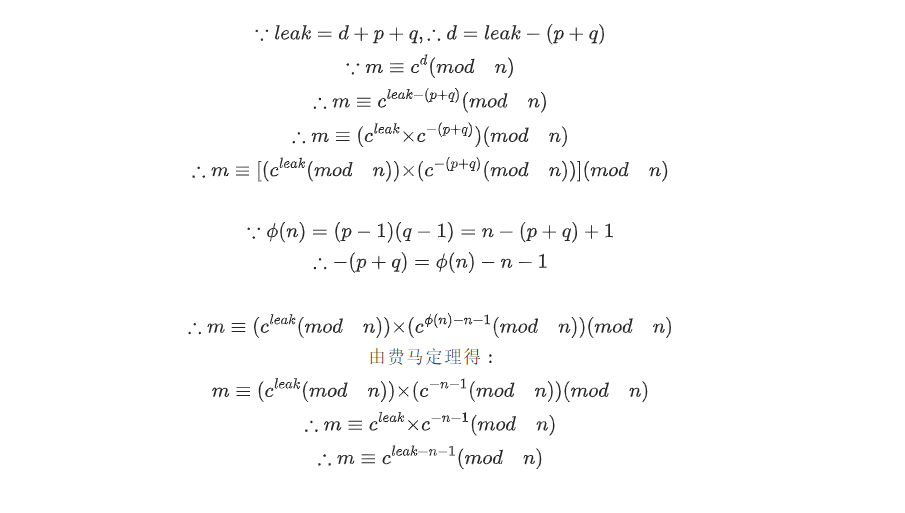 ∵ leak = d + p + q, ∴ d = leak − (p + q)
∵ m ≡ c^d (mod n)
∴ m ≡ c^{leak−(p+q)} (mod n)
∴ m ≡ (c^{leak} × c^{−(p+q)}) (mod n)
∴ m ≡ [(c^{leak} (mod n)) × (c^{−(p+q)} (mod n))] (mod n)
∵ ϕ(n) = (p − 1)(q − 1) = n − (p + q) + 1
∴ −(p + q) = ϕ(n) − n − 1
∴ m ≡ (c^{leak} (mod n)) × (c^{ϕ(n)−n−1} (mod n)) (mod n)
由费马定理得：
m ≡ (c^{leak} (mod n)) × (c^{−n−1} (mod n)) (mod n)
∴ m ≡ c^{leak} × c^{−n−1} (mod n)
∴ m ≡ c^{leak−n−1} (mod n)